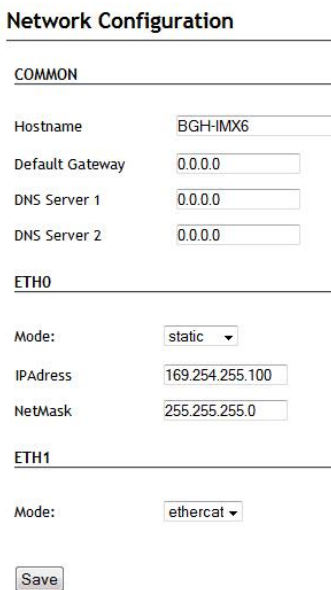 Network Configuration
COMMON
Hostname BGH-IMX6
Default Gateway 0.0.0.0
DNS Server 1 0.0.0.0
DNS Server 2 0.0.0.0
ETH0
Mode: static
IPAdress 169.254.255.100
NetMask 255.255.255.0
ETH1
Mode: ethercat
Save